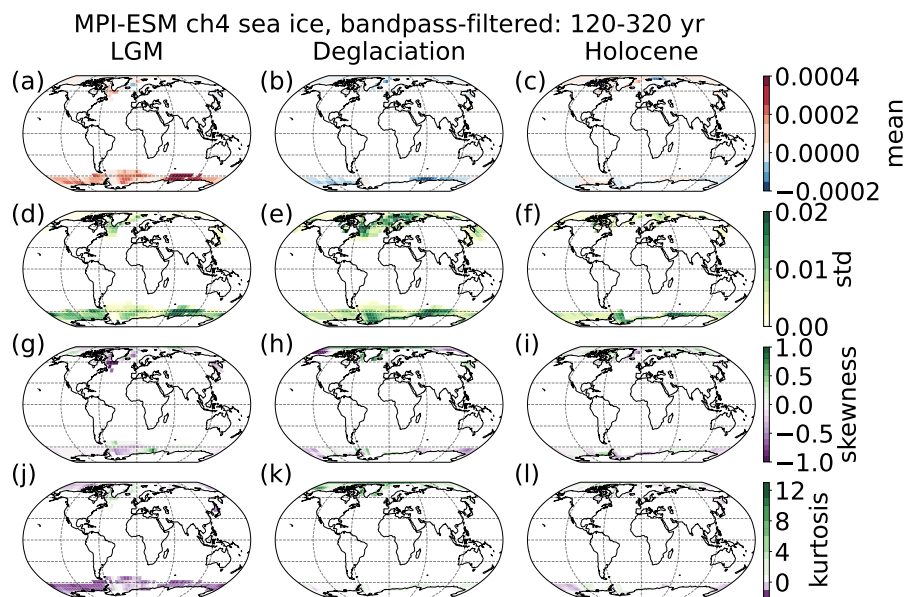 MPI-ESM ch4 sea ice, bandpass-filtered: 120-320 yr
LGM Deglaciation Holocene
(a) (b) (c)
0.0004
0.0002
0.0000
−0.0002
mean
(d) (e) (f)
0.02
0.01
0.00
std
(g) (h) (i)
1.0
0.5
0.0
−0.5
−1.0
skewness
(j) (k) (l)
12
8
4
0
kurtosis